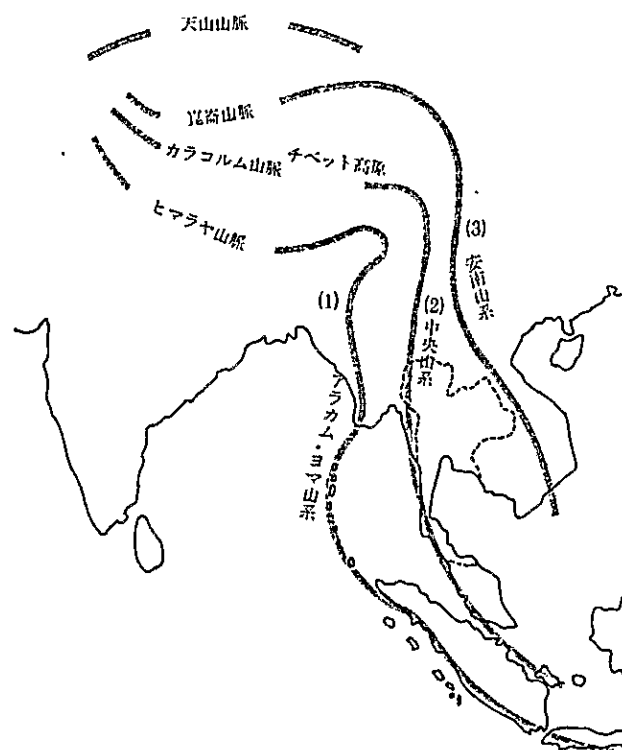 天山山脈
崑崙山脈
カラコルム山脈
チベット高原
ヒマラヤ山脈
(1)
アラカム・ヨマ山系
(2)
中央山系
(3)
安南山系